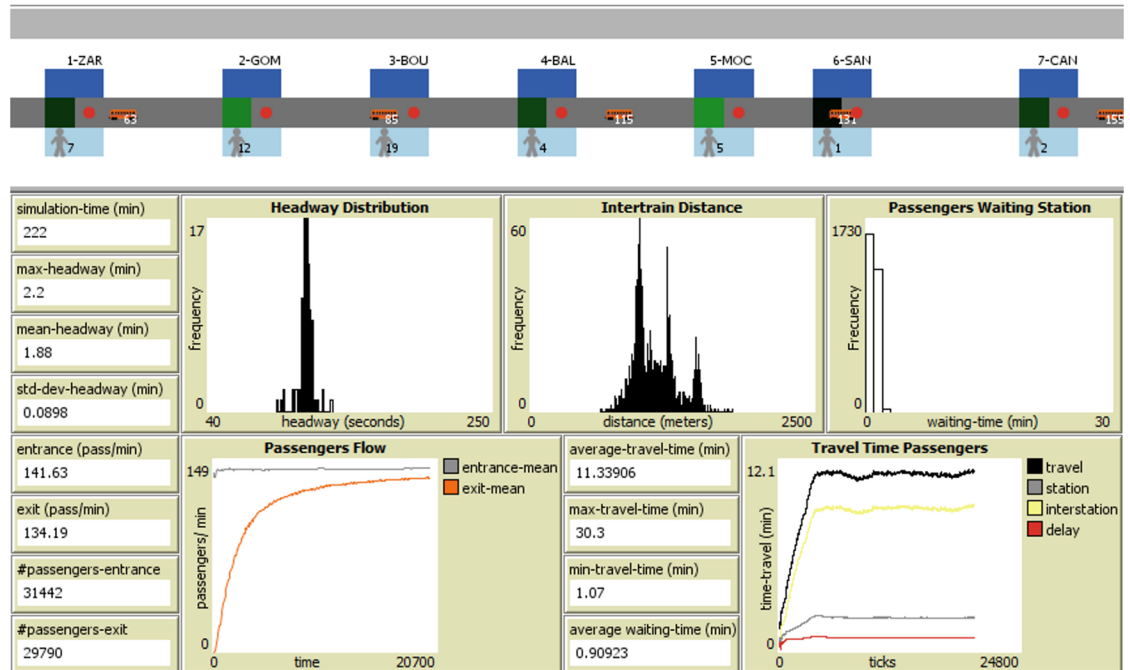 1-ZAR 2-GOM 3-BOU 4-BAL 5-MOC 6-SAN 7-CAN
63 85 115 131 155
7 12 19 4 5 1 2
simulation-time (min)
222
max-headway (min)
2.2
mean-headway (min)
1.88
std-dev-headway (min)
0.0898
Headway Distribution
17
frequency
0
40 headway (seconds) 250
Intertrain Distance
60
frequency
0
0 distance (meters) 2500
Passengers Waiting Station
1730
Frecuency
0
0 waiting-time (min) 30
entrance (pass/min)
141.63
exit (pass/min)
134.19
#passengers-entrance
31442
#passengers-exit
29790
Passengers Flow
149
passengers/ min
0
0 time 20700
entrance-mean
exit-mean
average-travel-time (min)
11.33906
max-travel-time (min)
30.3
min-travel-time (min)
1.07
average waiting-time (min)
0.90923
Travel Time Passengers
12.1
time-travel (min)
0
0 ticks 24800
travel
station
interstation
delay